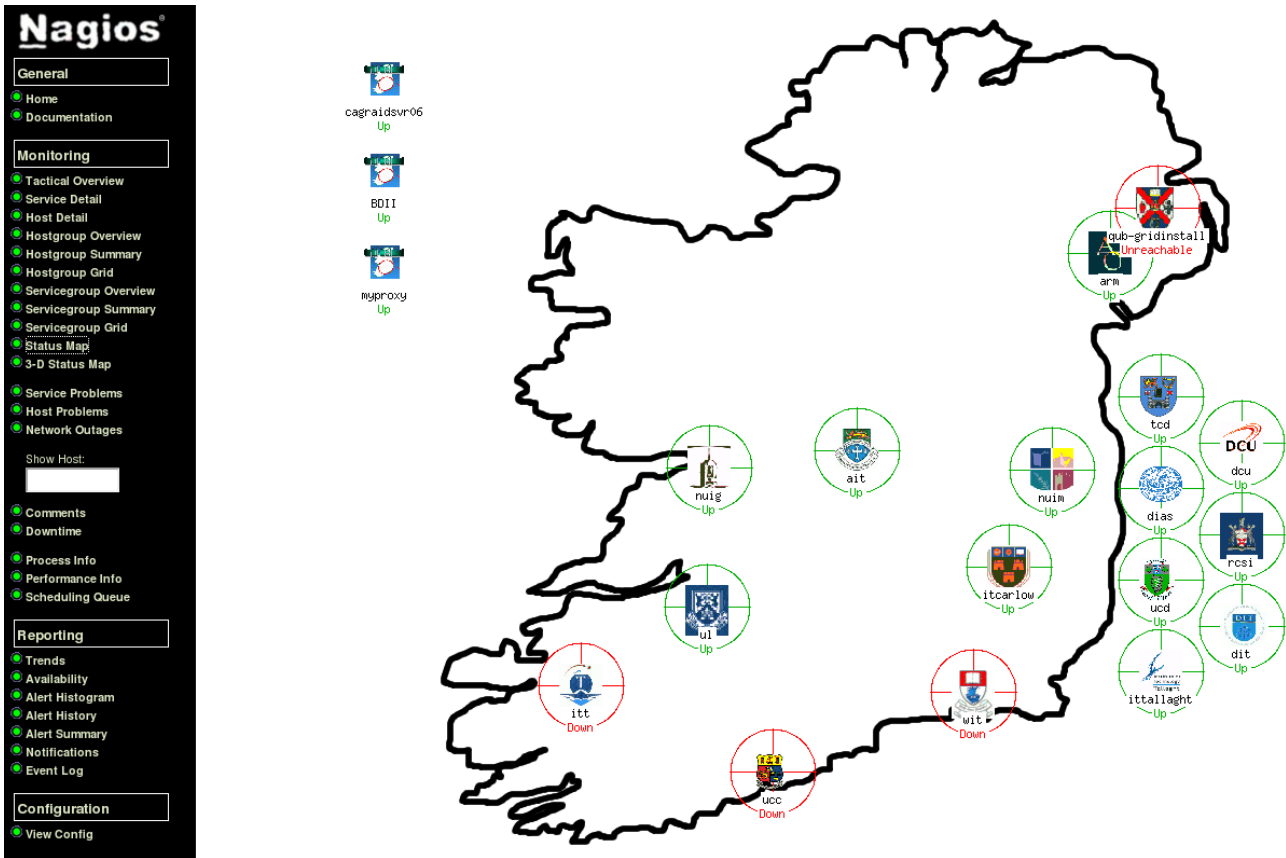 Nagios®
General
Home
Documentation
Monitoring
Tactical Overview
Service Detail
Host Detail
Hostgroup Overview
Hostgroup Summary
Hostgroup Grid
Servicegroup Overview
Servicegroup Summary
Servicegroup Grid
Status Map
3-D Status Map
Service Problems
Host Problems
Network Outages
Show Host:
Comments
Downtime
Process Info
Performance Info
Scheduling Queue
Reporting
Trends
Availability
Alert Histogram
Alert History
Alert Summary
Notifications
Event Log
Configuration
View Config
cagraidsvr06
Up
BDII
Up
myproxy
Up
qub-gridinstall
Unreachable
arm
Up
tcd
Up
DCU
dcu
Up
nuig
Up
ait
Up
nuim
Up
dias
Up
rcsi
Up
itcarlow
Up
ucd
Up
ul
Up
DIT
dit
Up
itt
Down
wit
Down
ittallaght
Up
ucc
Down